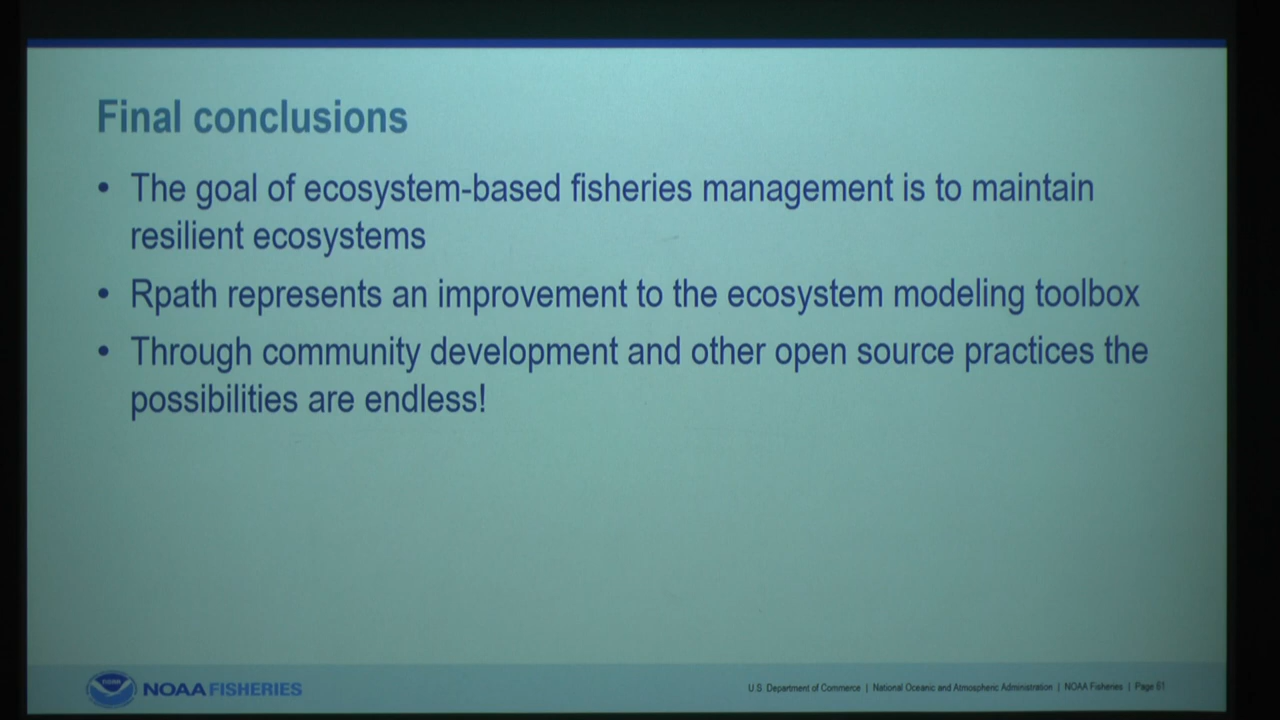 Final conclusions
• The goal of ecosystem-based fisheries management is to maintain
resilient ecosystems
• Rpath represents an improvement to the ecosystem modeling toolbox
• Through community development and other open source practices the
possibilities are endless!
NOAA FISHERIES
U.S. Department of Commerce | National Oceanic and Atmospheric Administration | NOAA Fisheries | Page 61